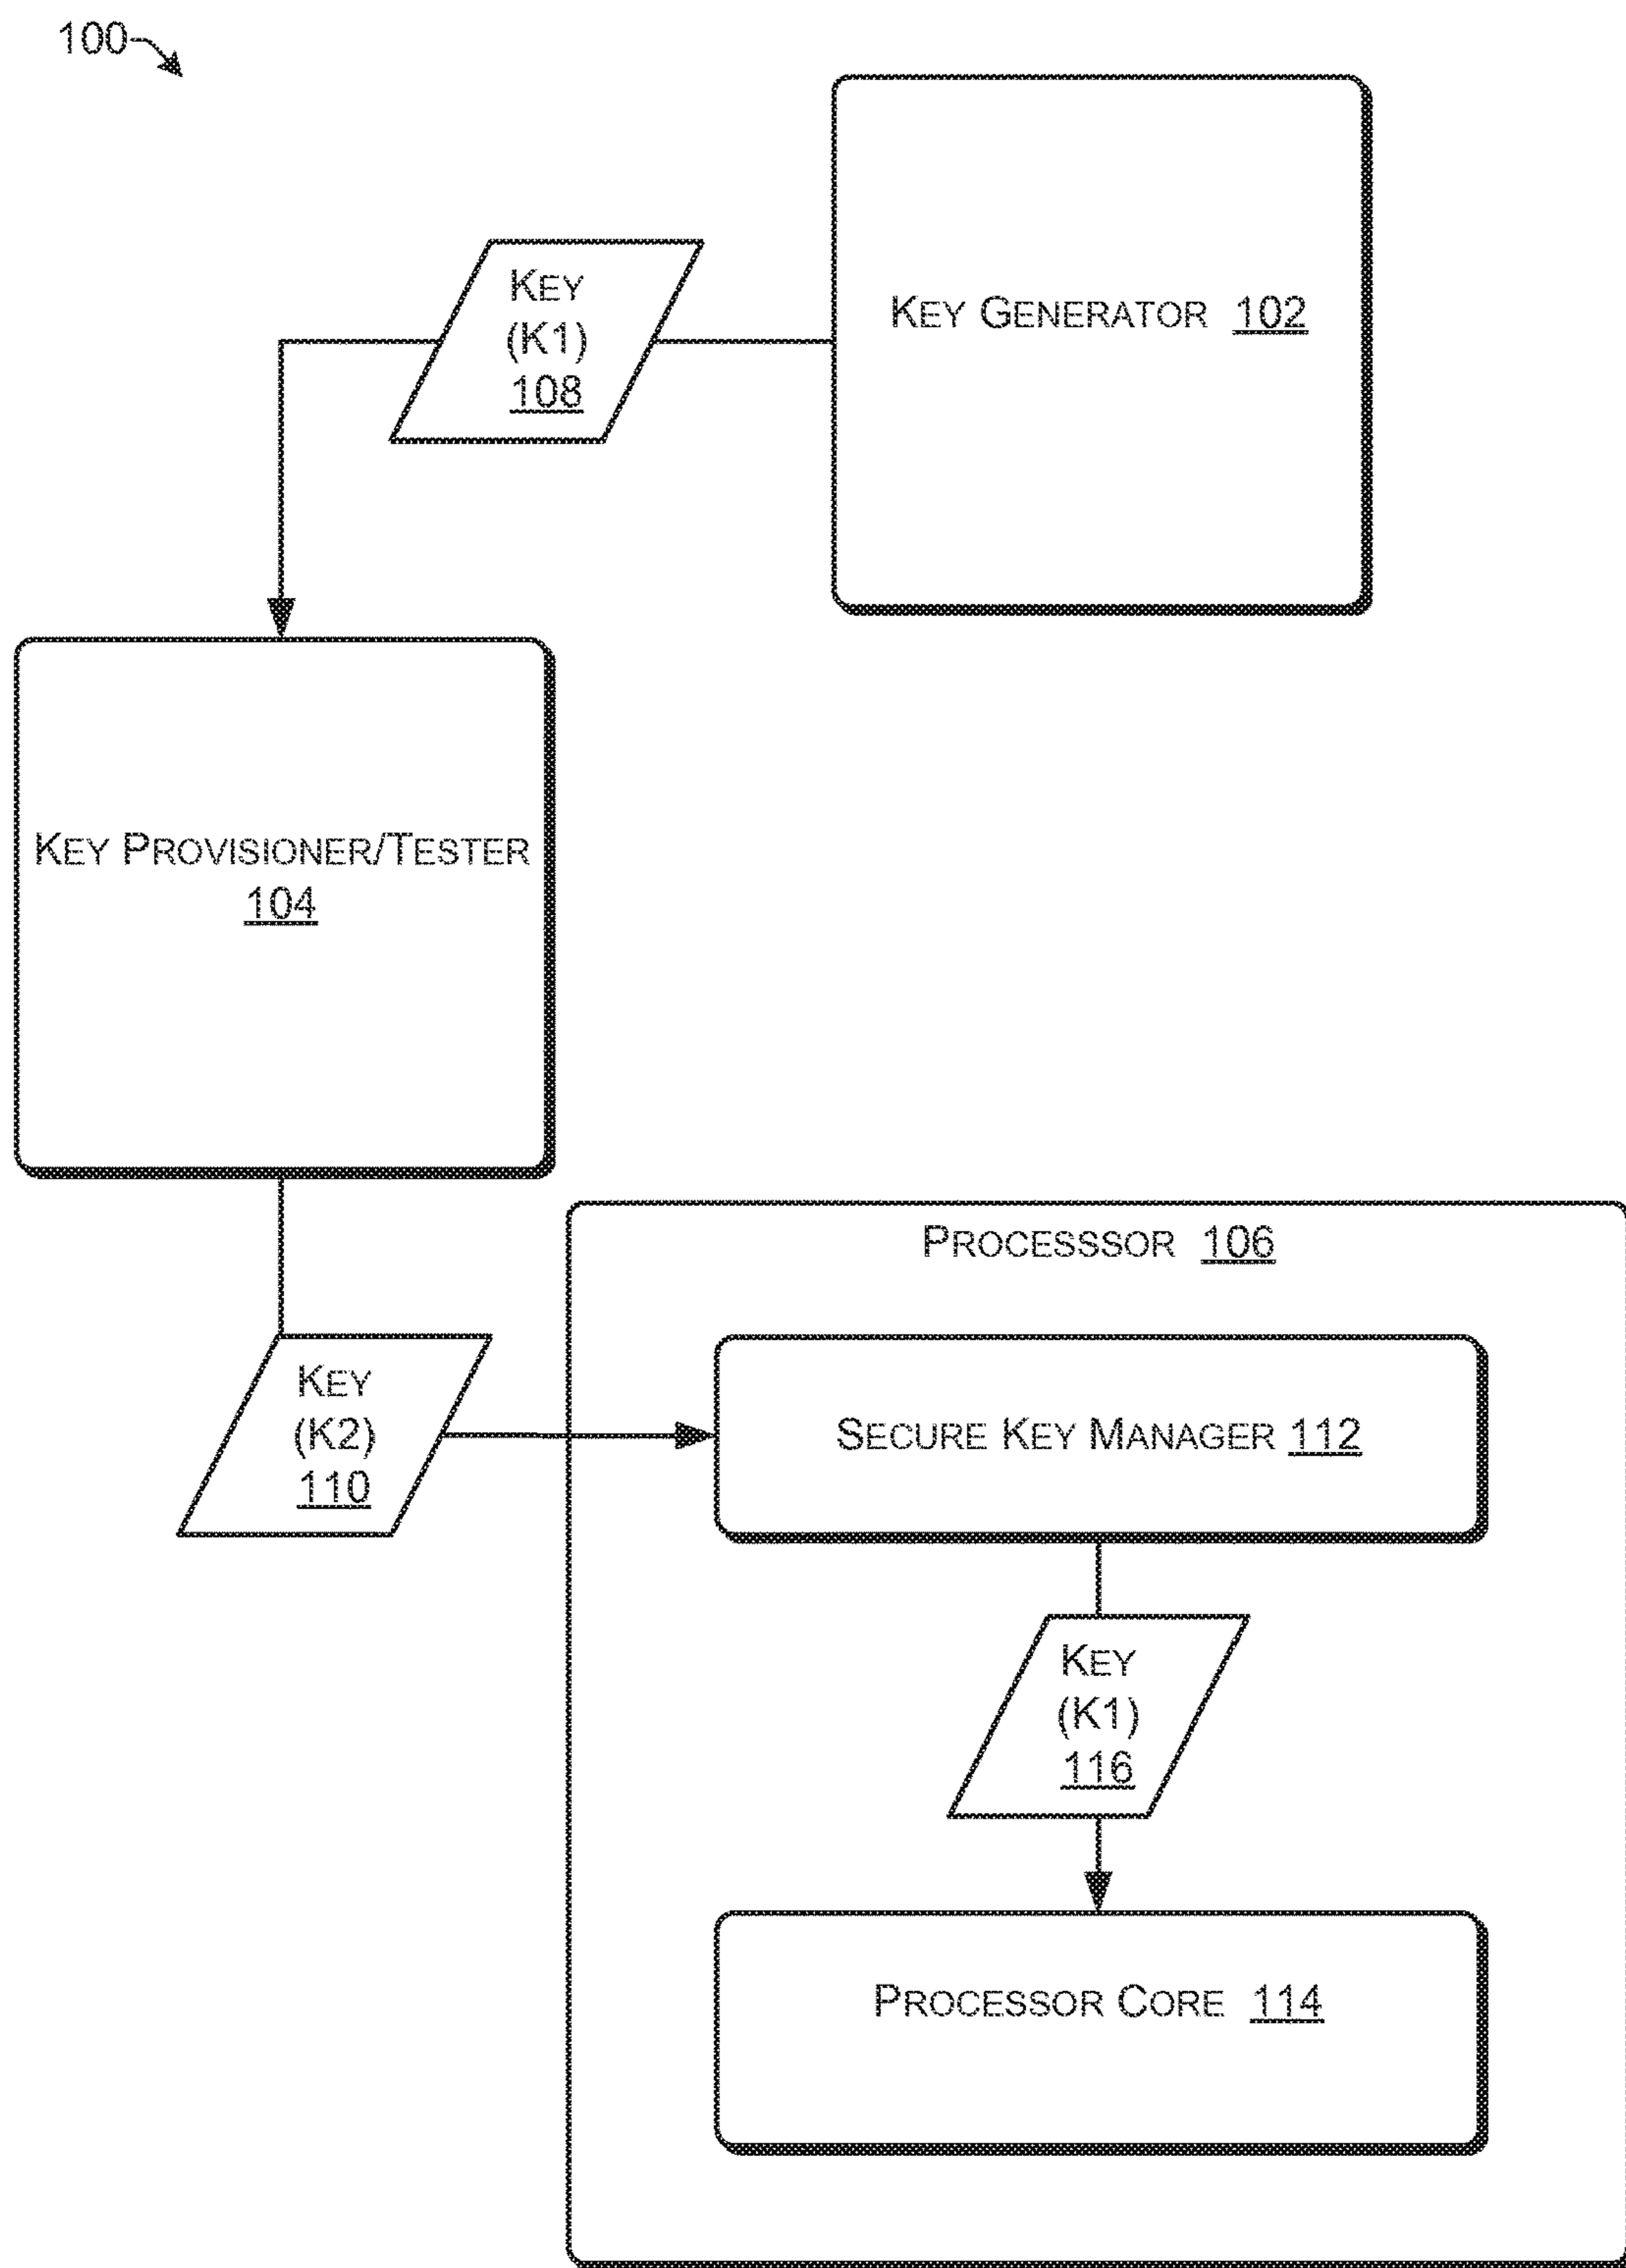 100
KEY GENERATOR 102
KEY
(K1)
108
KEY PROVISIONER/TESTER
104
PROCESSSOR 106
KEY
(K2)
110
SECURE KEY MANAGER 112
KEY
(K1)
116
PROCESSOR CORE 114